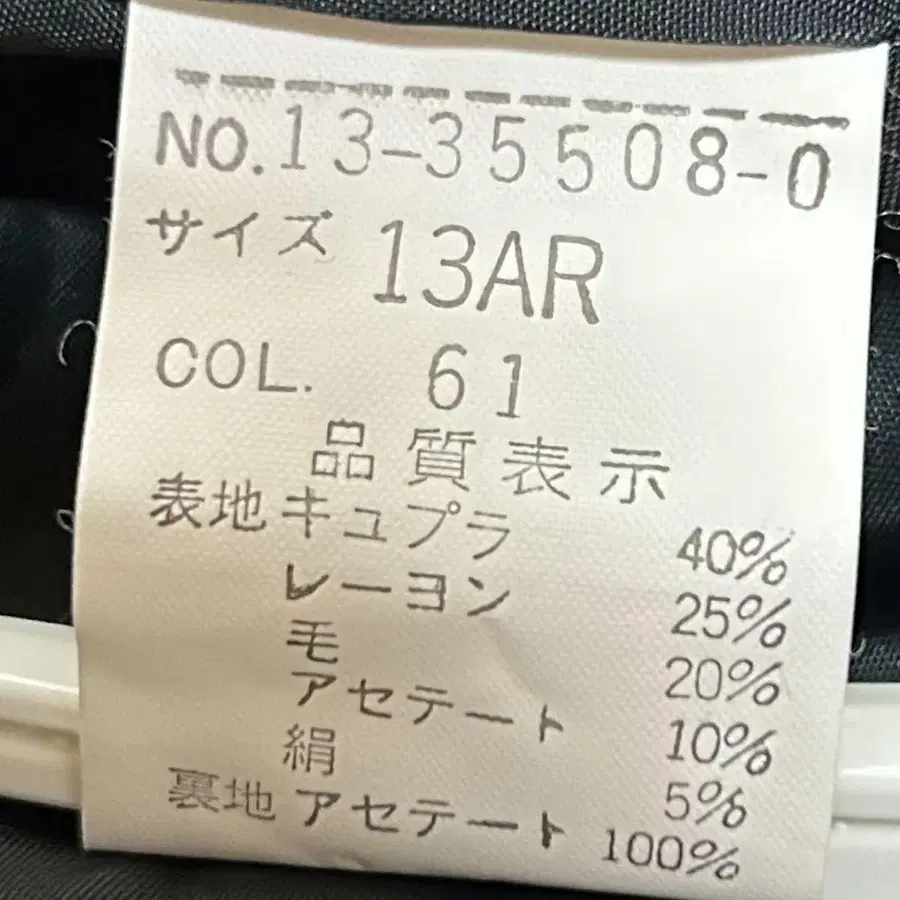 NO.13-35508-0
サイズ 13AR
COL. 61
品質表示
表地 キュプラ 40%
レーヨン 25%
毛 20%
アセテート 10%
絹 5%
裏地 アセテート 100%